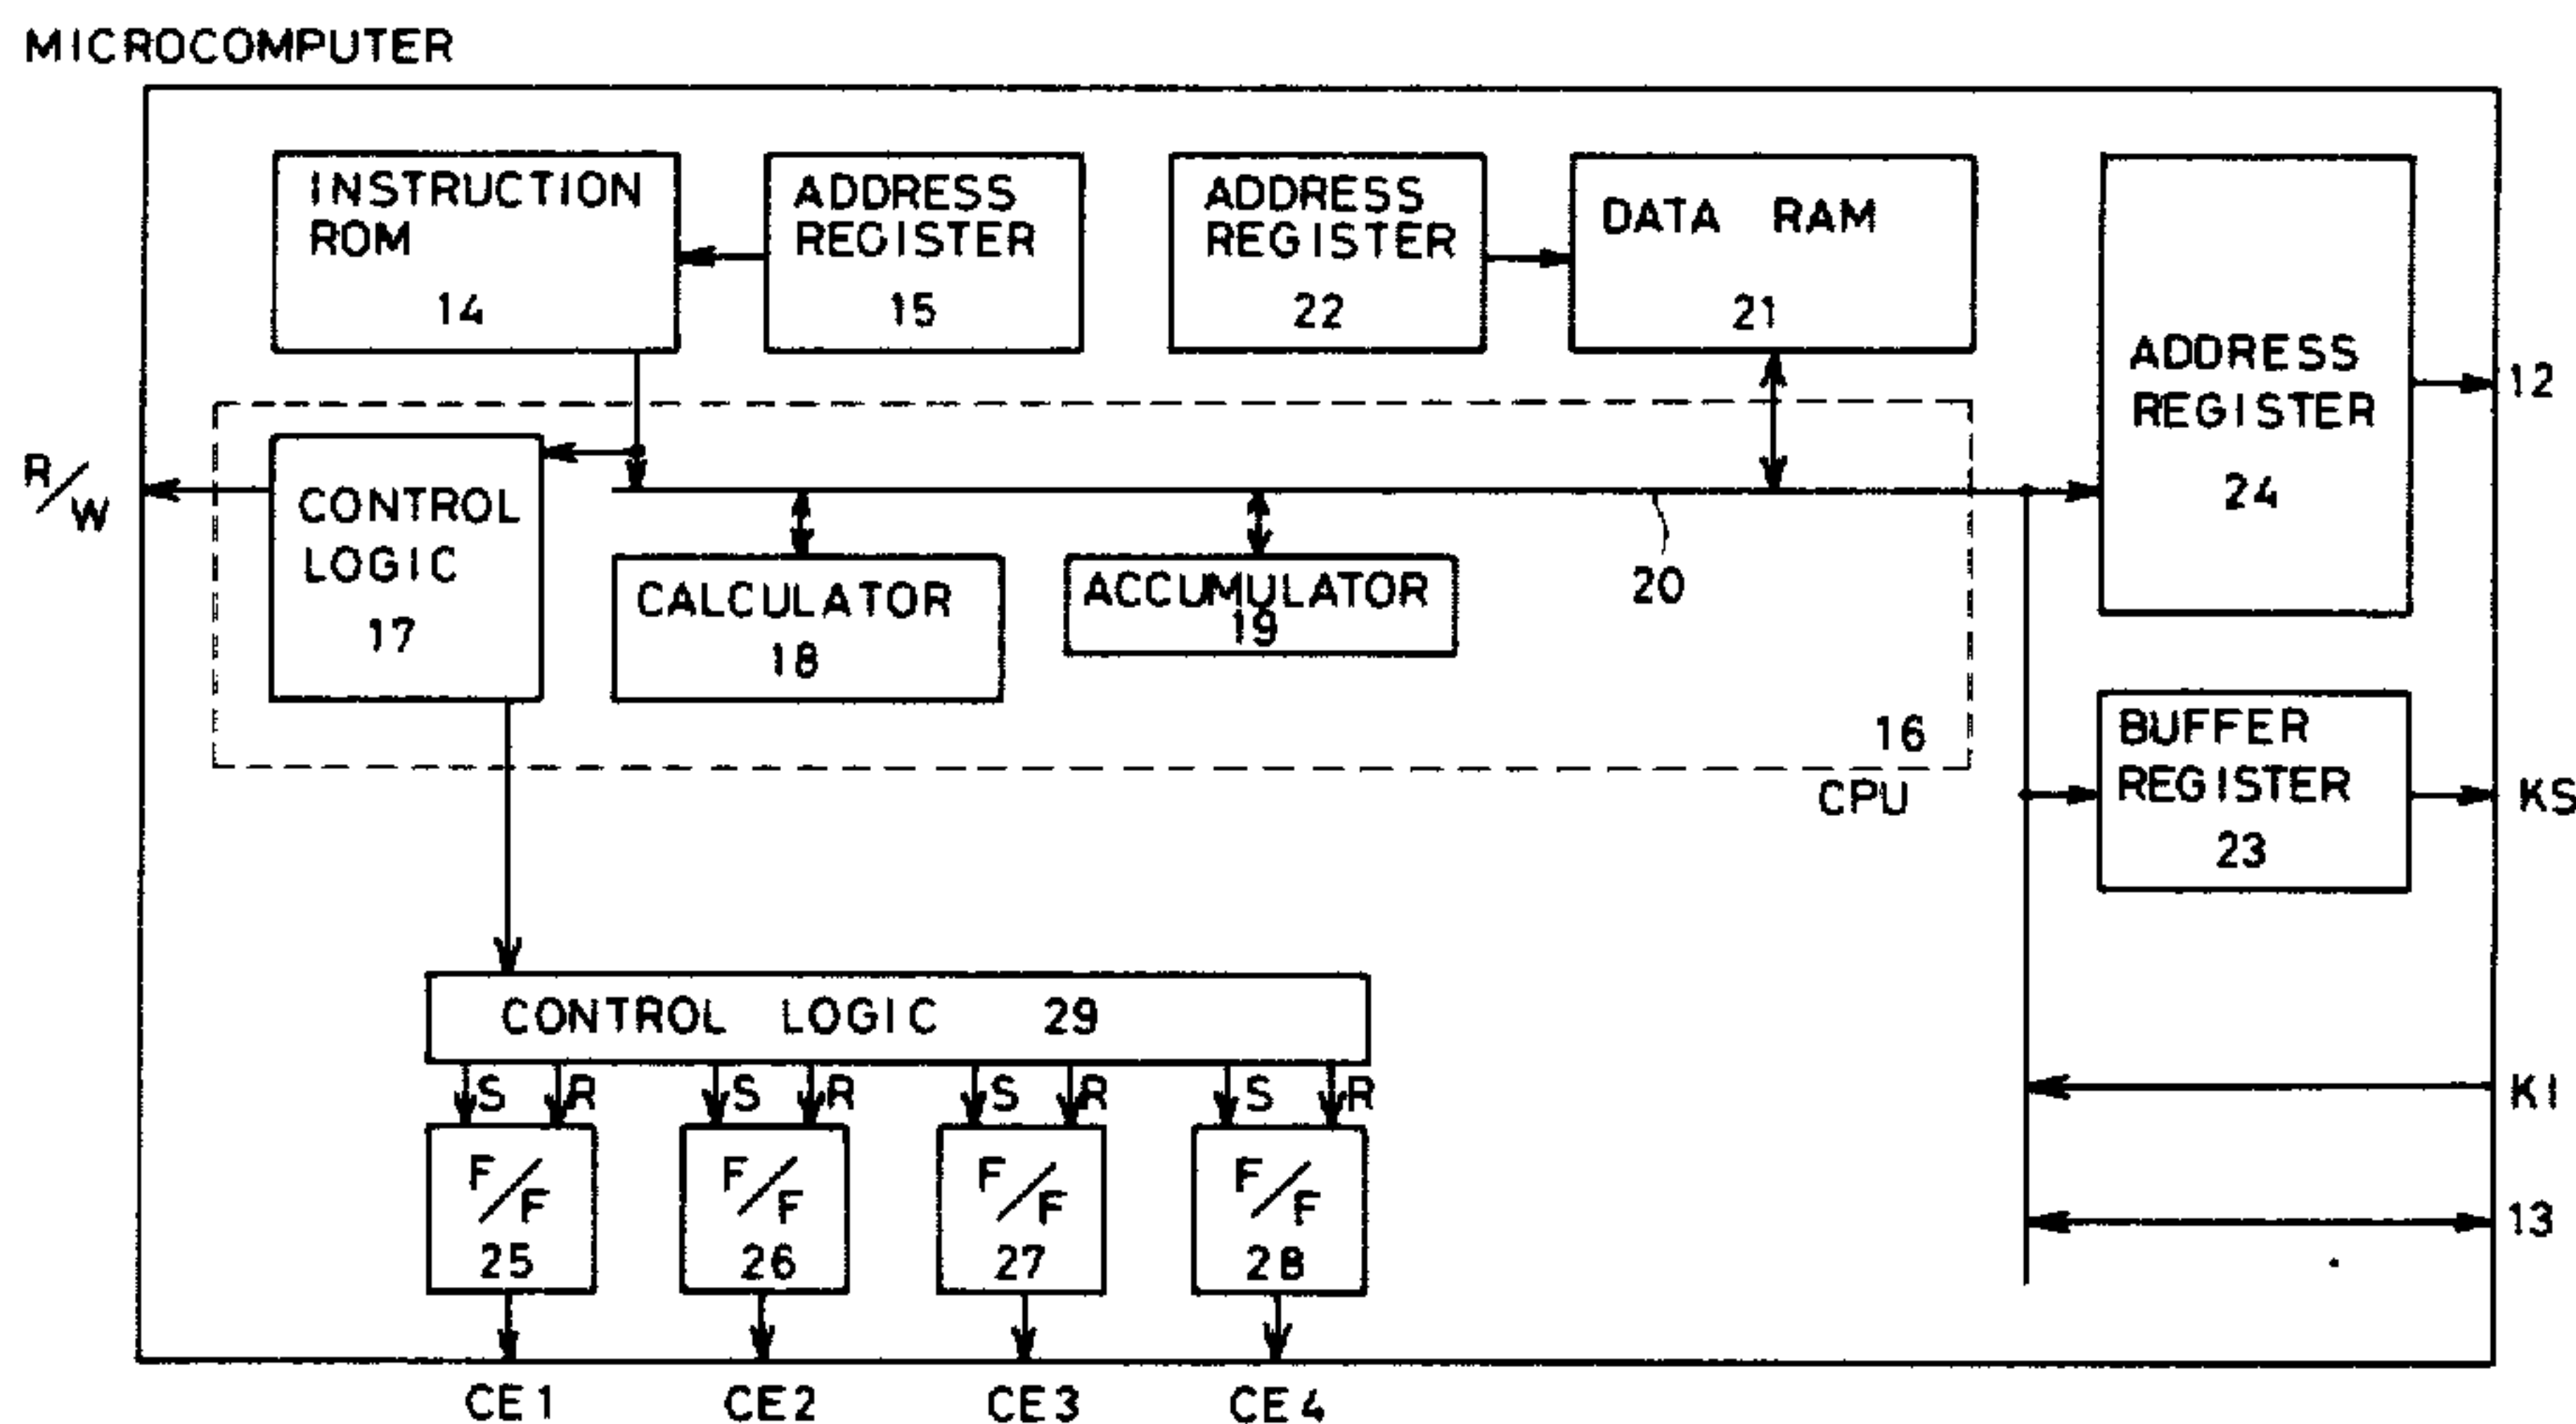 MICROCOMPUTER
INSTRUCTION
ROM
14
ADDRESS
REGISTER
15
ADDRESS
REGISTER
22
DATA RAM
21
ADDRESS
REGISTER
24
12
R/W
CONTROL
LOGIC
17
CALCULATOR
18
ACCUMULATOR
19
20
16
CPU
BUFFER
REGISTER
23
KS
CONTROL LOGIC 29
S R S R S R S R
F/F
25
F/F
26
F/F
27
F/F
28
KI
13
CE1 CE2 CE3 CE4